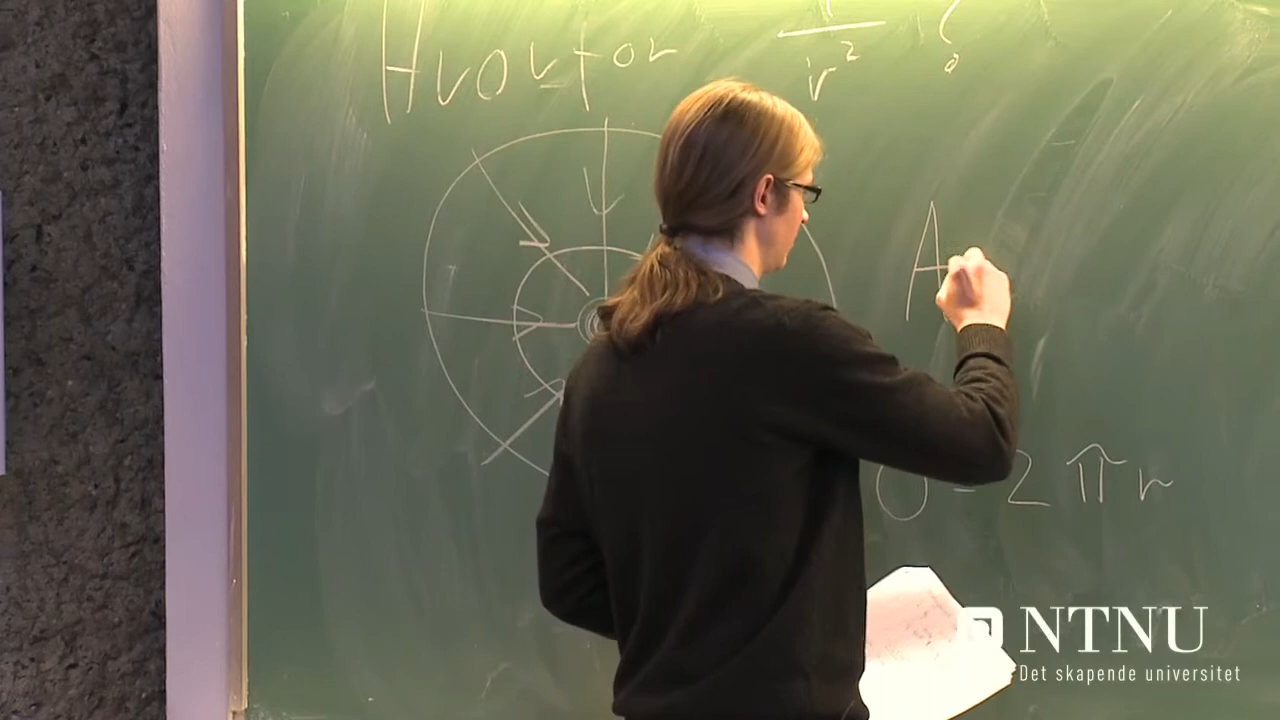 Hvorfor 1/r² ?
A
O = 2πr
NTNU
Det skapende universitet